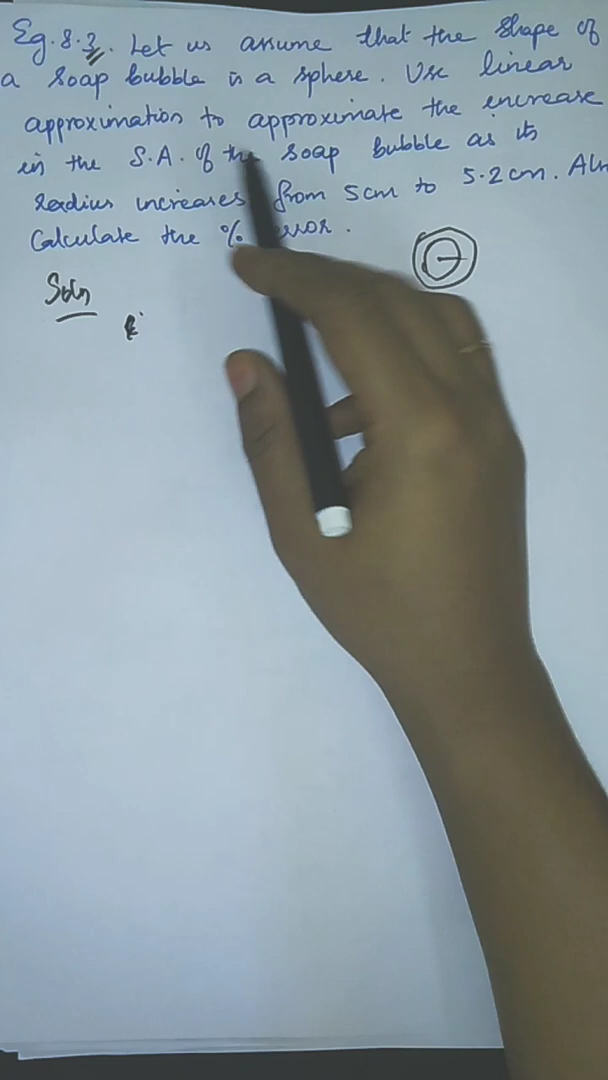 Eg. 8.3. Let us assume that the shape of
a soap bubble is a sphere. Use linear
approximation to approximate the increase
in the S.A. of the soap bubble as its
radius increases from 5cm to 5.2cm. Also
Calculate the %
Soln